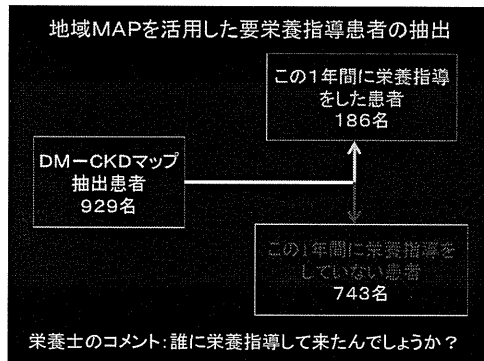 地域MAPを活用した要栄養指導患者の抽出
この1年間に栄養指導
をした患者
186名
DM－CKDマップ
抽出患者
929名
この1年間に栄養指導を
していない患者
743名
栄養士のコメント:誰に栄養指導して来たんでしょうか？